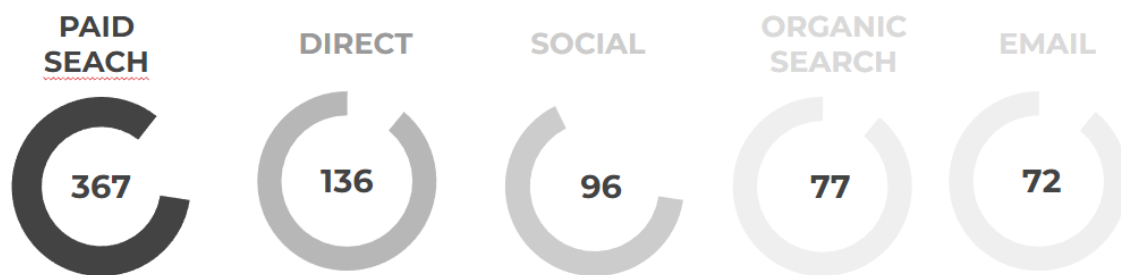 PAID
SEACH
DIRECT
SOCIAL
ORGANIC
SEARCH
EMAIL
367
136
96
77
72